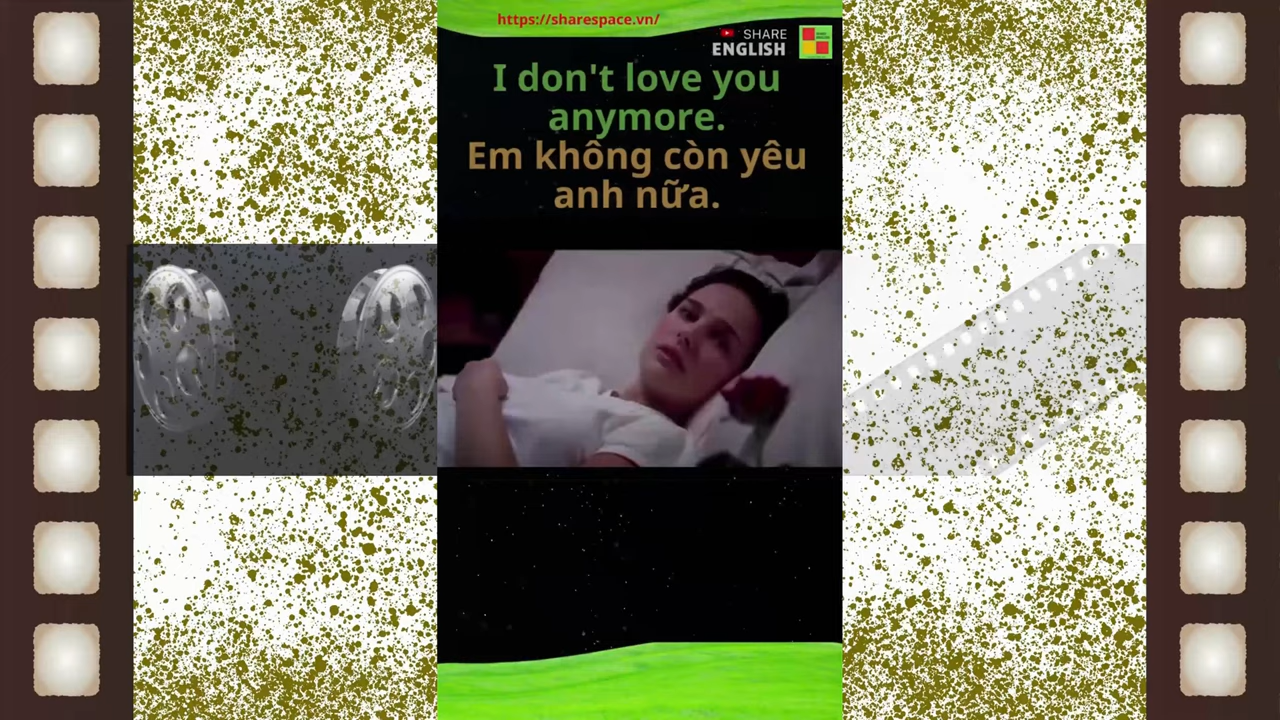 https://sharespace.vn/
SHARE
ENGLISH
I don't love you
anymore.
Em không còn yêu
anh nữa.